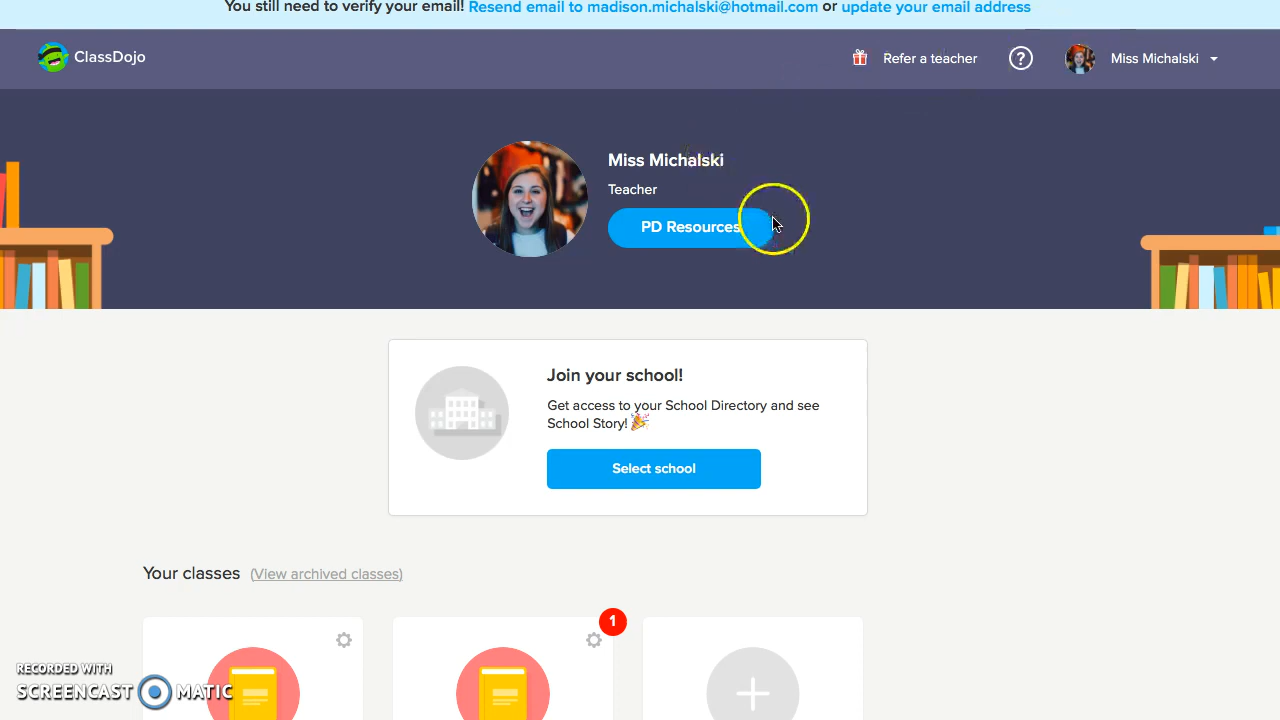 You still need to verify your email! Resend email to madison.michalski@hotmail.com or update your email address
ClassDojo
Refer a teacher
?
Miss Michalski
Miss Michalski
Teacher
PD Resources
Join your school!
Get access to your School Directory and see
School Story!
Select school
Your classes (View archived classes)
1
RECORDED WITH
SCREENCAST MATIC